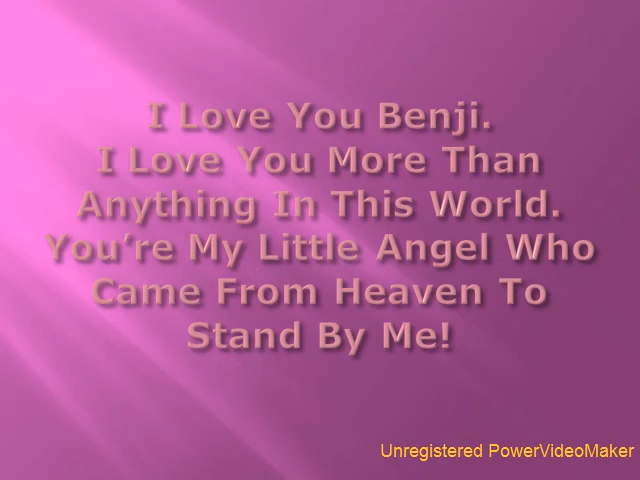 I Love You Benji.
I Love You More Than
Anything In This World.
You’re My Little Angel Who
Came From Heaven To
Stand By Me!
Unregistered PowerVideoMaker